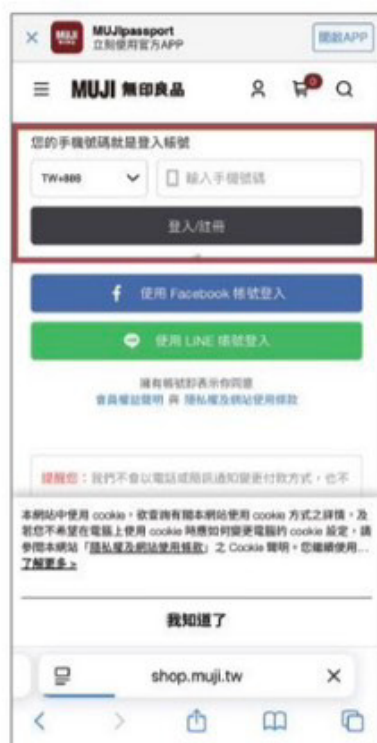 MUJI
無印良品
MUJIpassport
立刻使用官方APP
開啟APP
MUJI 無印良品
0
您的手機號碼就是登入帳號
TW+886
輸入手機號碼
登入/註冊
使用 Facebook 帳號登入
使用 LINE 帳號登入
擁有帳號即表示你同意
會員權益聲明 與 隱私權及網站使用條款
提醒您：我們不會以電話或簡訊通知變更付款方式，也不
本網站中使用 cookie，欲查詢有關本網站使用 cookie 方式之詳情，及
若您不希望在電腦上使用 cookie 時應如何變更電腦的 cookie 設定，請
參閱本網站「隱私權及網站使用條款」之 Cookie 聲明。您繼續使用...
了解更多 »
我知道了
shop.muji.tw